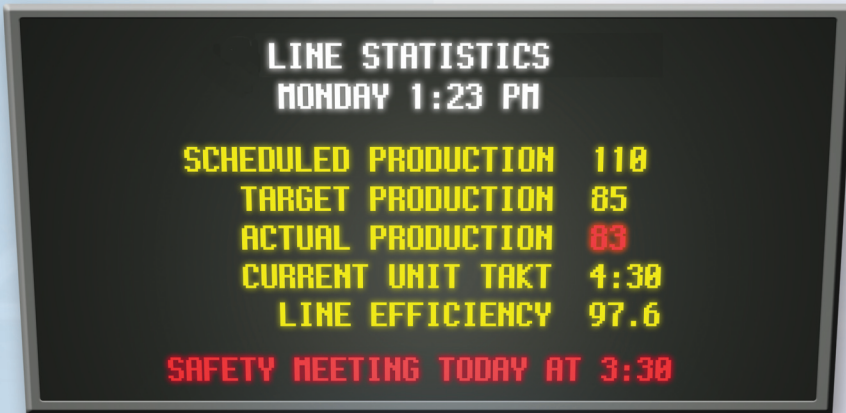 LINE STATISTICS
MONDAY 1:23 PM
SCHEDULED PRODUCTION 110
TARGET PRODUCTION 85
ACTUAL PRODUCTION 83
CURRENT UNIT TAKT 4:30
LINE EFFICIENCY 97.6
SAFETY MEETING TODAY AT 3:30